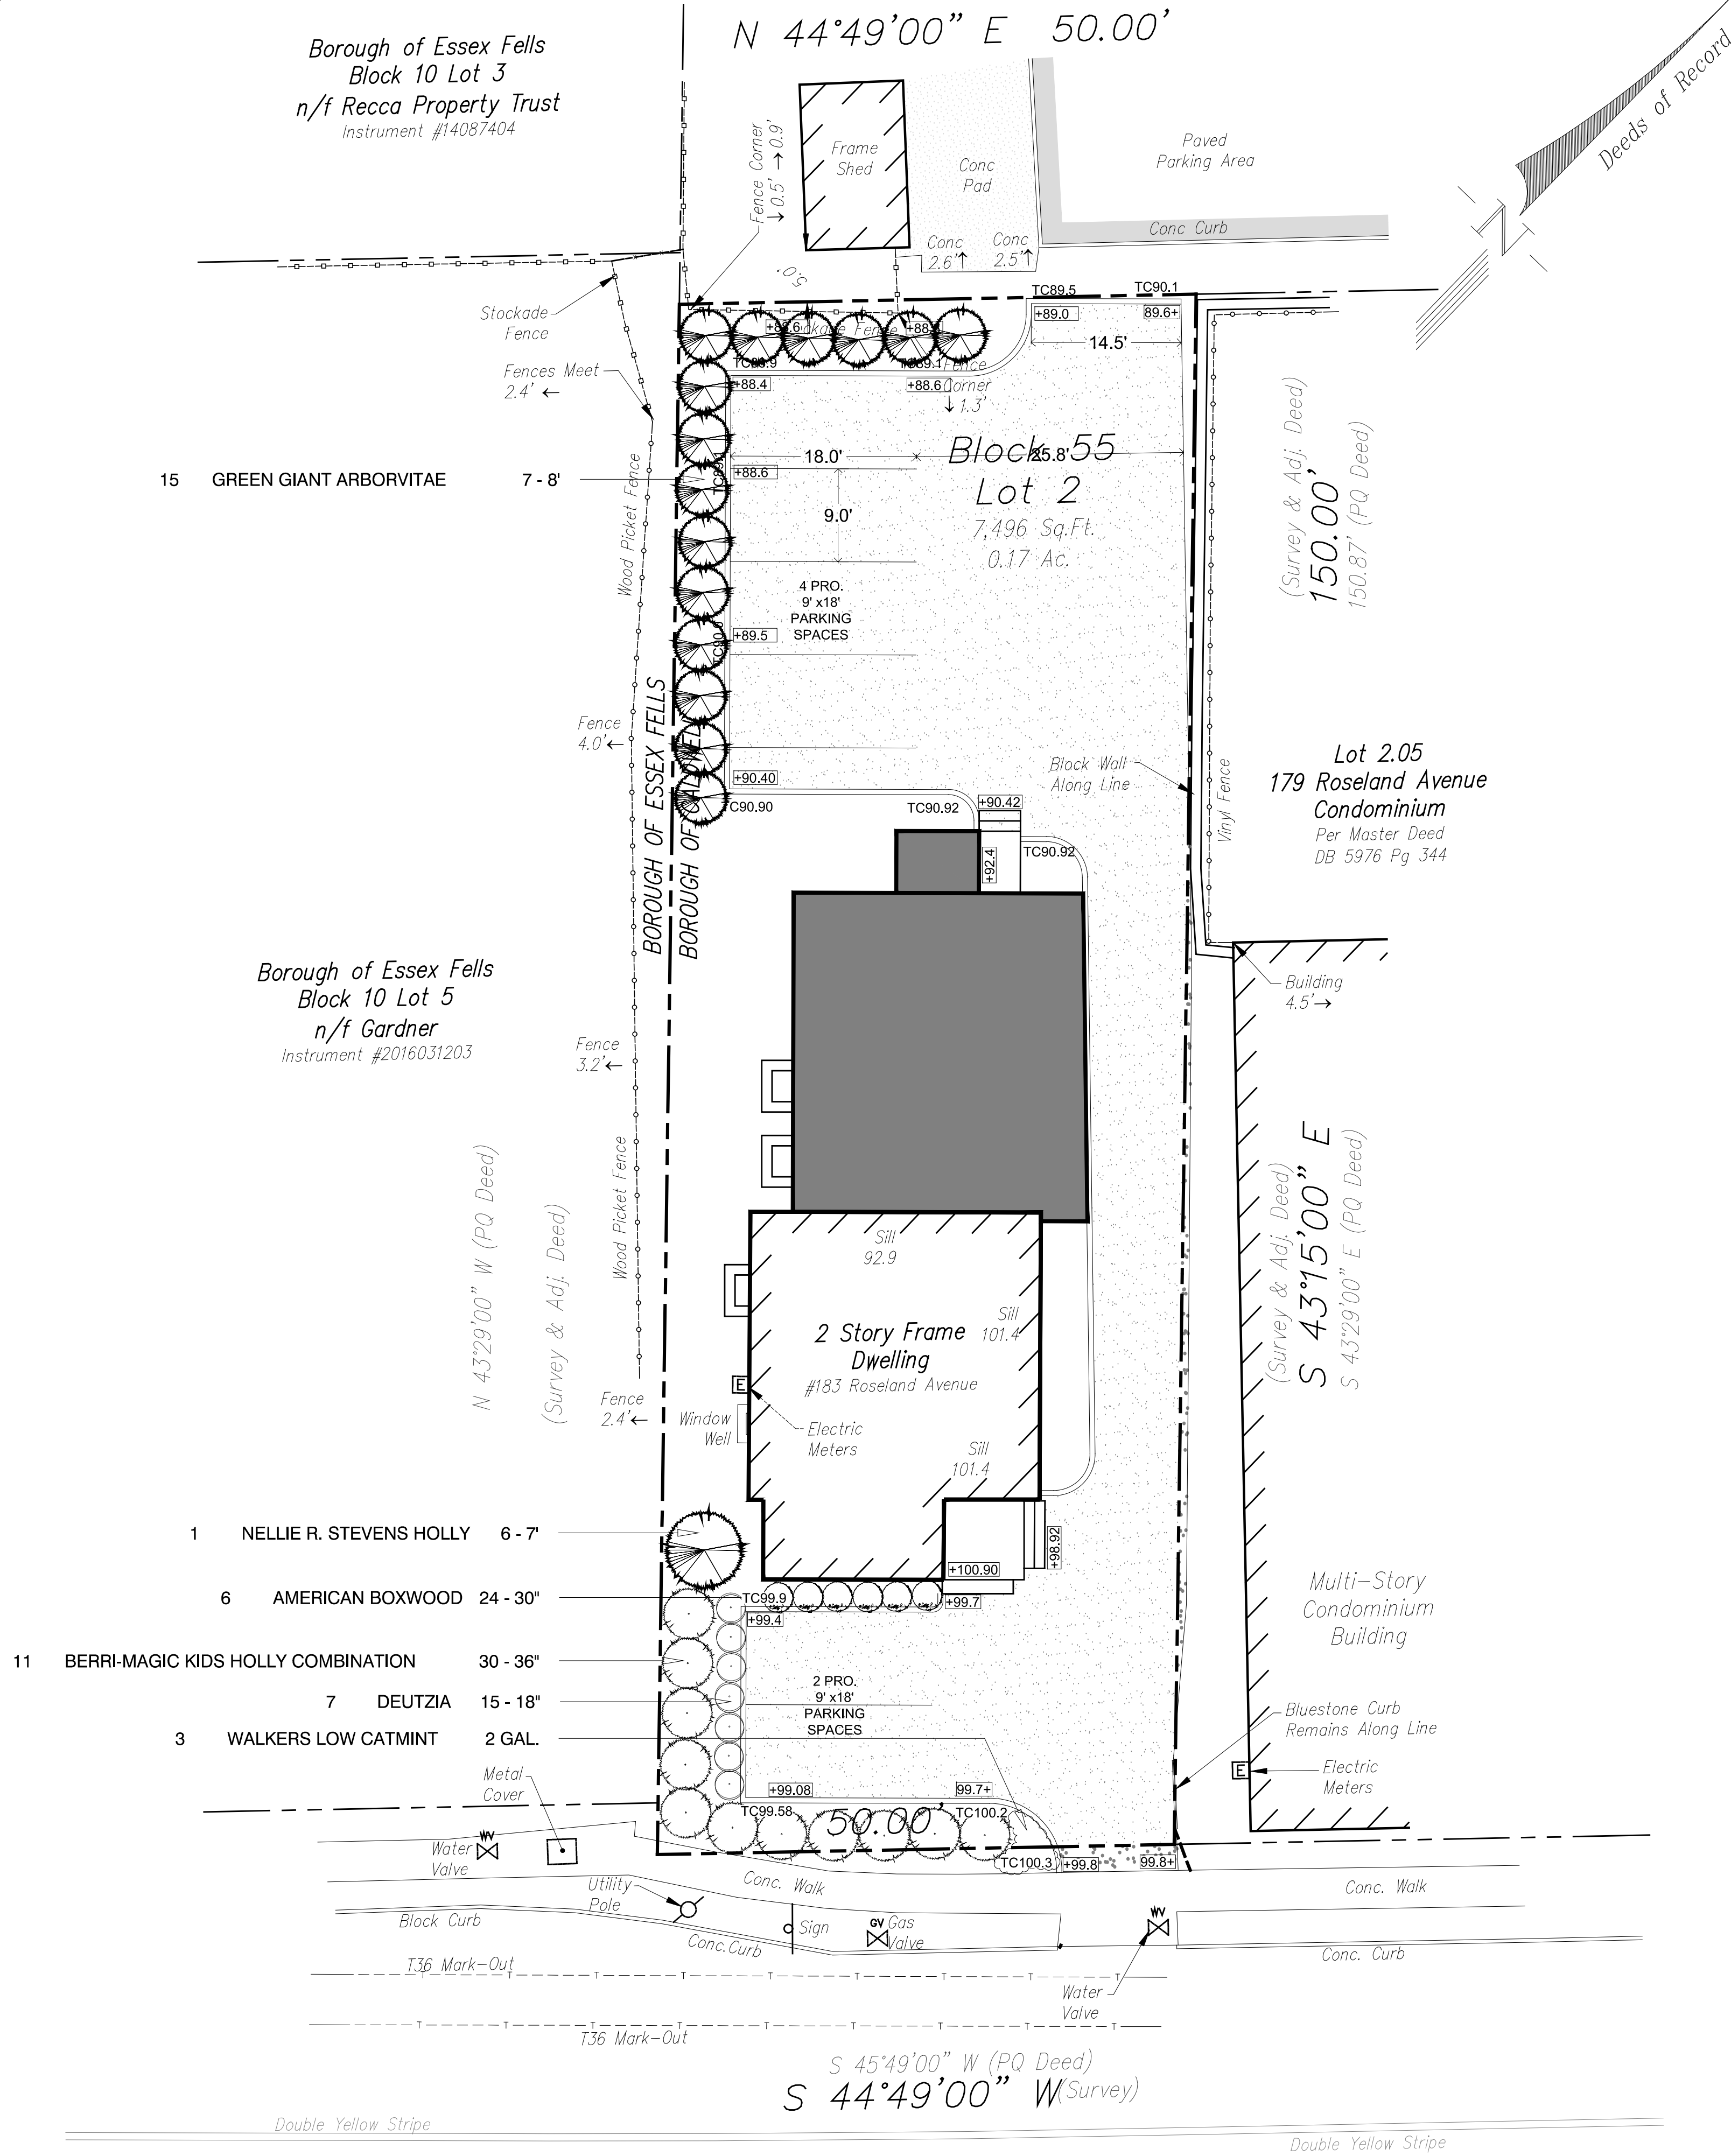 N 44°49'00" E 50.00'
Borough of Essex Fells
Block 10 Lot 3
n/f Recca Property Trust
Instrument #14087404
Deeds of Record
Fence Corner
↓ 0.5' → 0.9'
Frame
Shed
Conc
Pad
Paved
Parking Area
Conc Curb
Conc
2.6'↑
Conc
2.5'↑
5.0'
Stockade
Fence
TC89.5
TC90.1
+89.0
89.6+
14.5'
Fence
Fences Meet
2.4' ←
+88.4
+88.6
Fence
Corner
↓ 1.3'
15 GREEN GIANT ARBORVITAE 7 - 8'
Wood Picket Fence
+88.6
18.0'
25.8'
9.0'
Block 55
Lot 2
7,496 Sq.Ft.
0.17 Ac.
(Survey & Adj. Deed)
150.00'
150.87' (PQ Deed)
4 PRO.
9' x18'
PARKING
SPACES
+89.5
BOROUGH OF ESSEX FELLS
BOROUGH OF CALDWELL
Fence
4.0'←
+90.40
TC90.90
TC90.92
+90.42
+92.4
TC90.92
Block Wall
Along Line
Vinyl Fence
Lot 2.05
179 Roseland Avenue
Condominium
Per Master Deed
DB 5976 Pg 344
Borough of Essex Fells
Block 10 Lot 5
n/f Gardner
Instrument #2016031203
Building
4.5'→
Fence
3.2'←
N 43°29'00" W (PQ Deed)
(Survey & Adj. Deed)
Wood Picket Fence
(Survey & Adj. Deed)
S 43°15'00" E
S 43°29'00" E (PQ Deed)
Sill
92.9
Sill
101.4
2 Story Frame
Dwelling
#183 Roseland Avenue
E
Fence
2.4'←
Window
Well
Electric
Meters
Sill
101.4
1 NELLIE R. STEVENS HOLLY 6 - 7'
+98.92
+100.90
6 AMERICAN BOXWOOD 24 - 30"
TC99.9
+99.7
+99.4
Multi-Story
Condominium
Building
11 BERRI-MAGIC KIDS HOLLY COMBINATION 30 - 36"
2 PRO.
9' x18'
PARKING
SPACES
7 DEUTZIA 15 - 18"
3 WALKERS LOW CATMINT 2 GAL.
Bluestone Curb
Remains Along Line
E
Electric
Meters
Metal
Cover
+99.08
99.7+
TC99.58
50.00'
TC100.2
TC100.3
+99.8
99.8+
WV
Water
Valve
Utility
Pole
Conc. Walk
Conc. Walk
Block Curb
Sign
GV
Gas
Valve
WV
Conc.Curb
Conc. Curb
T36 Mark-Out
Water
Valve
T36 Mark-Out
S 45°49'00" W (PQ Deed)
S 44°49'00" W (Survey)
Double Yellow Stripe
Double Yellow Stripe